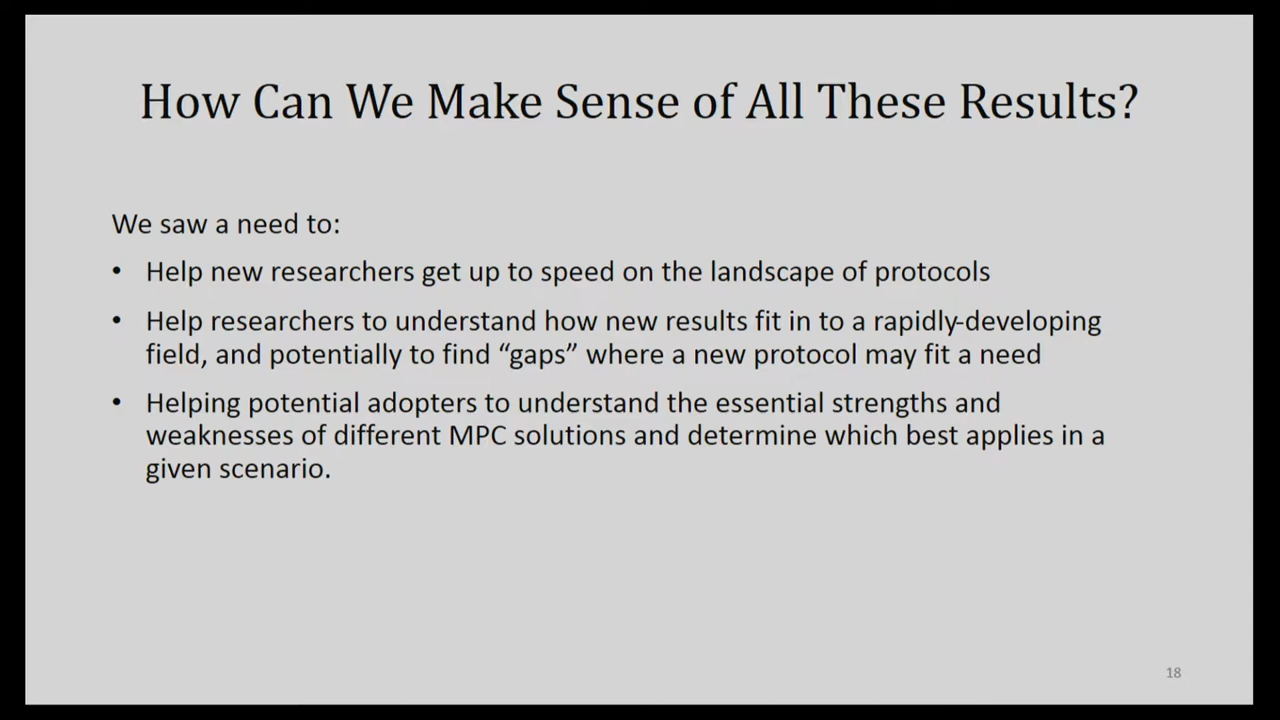 How Can We Make Sense of All These Results?
We saw a need to:
• Help new researchers get up to speed on the landscape of protocols
• Help researchers to understand how new results fit in to a rapidly-developing
field, and potentially to find “gaps” where a new protocol may fit a need
• Helping potential adopters to understand the essential strengths and
weaknesses of different MPC solutions and determine which best applies in a
given scenario.
18